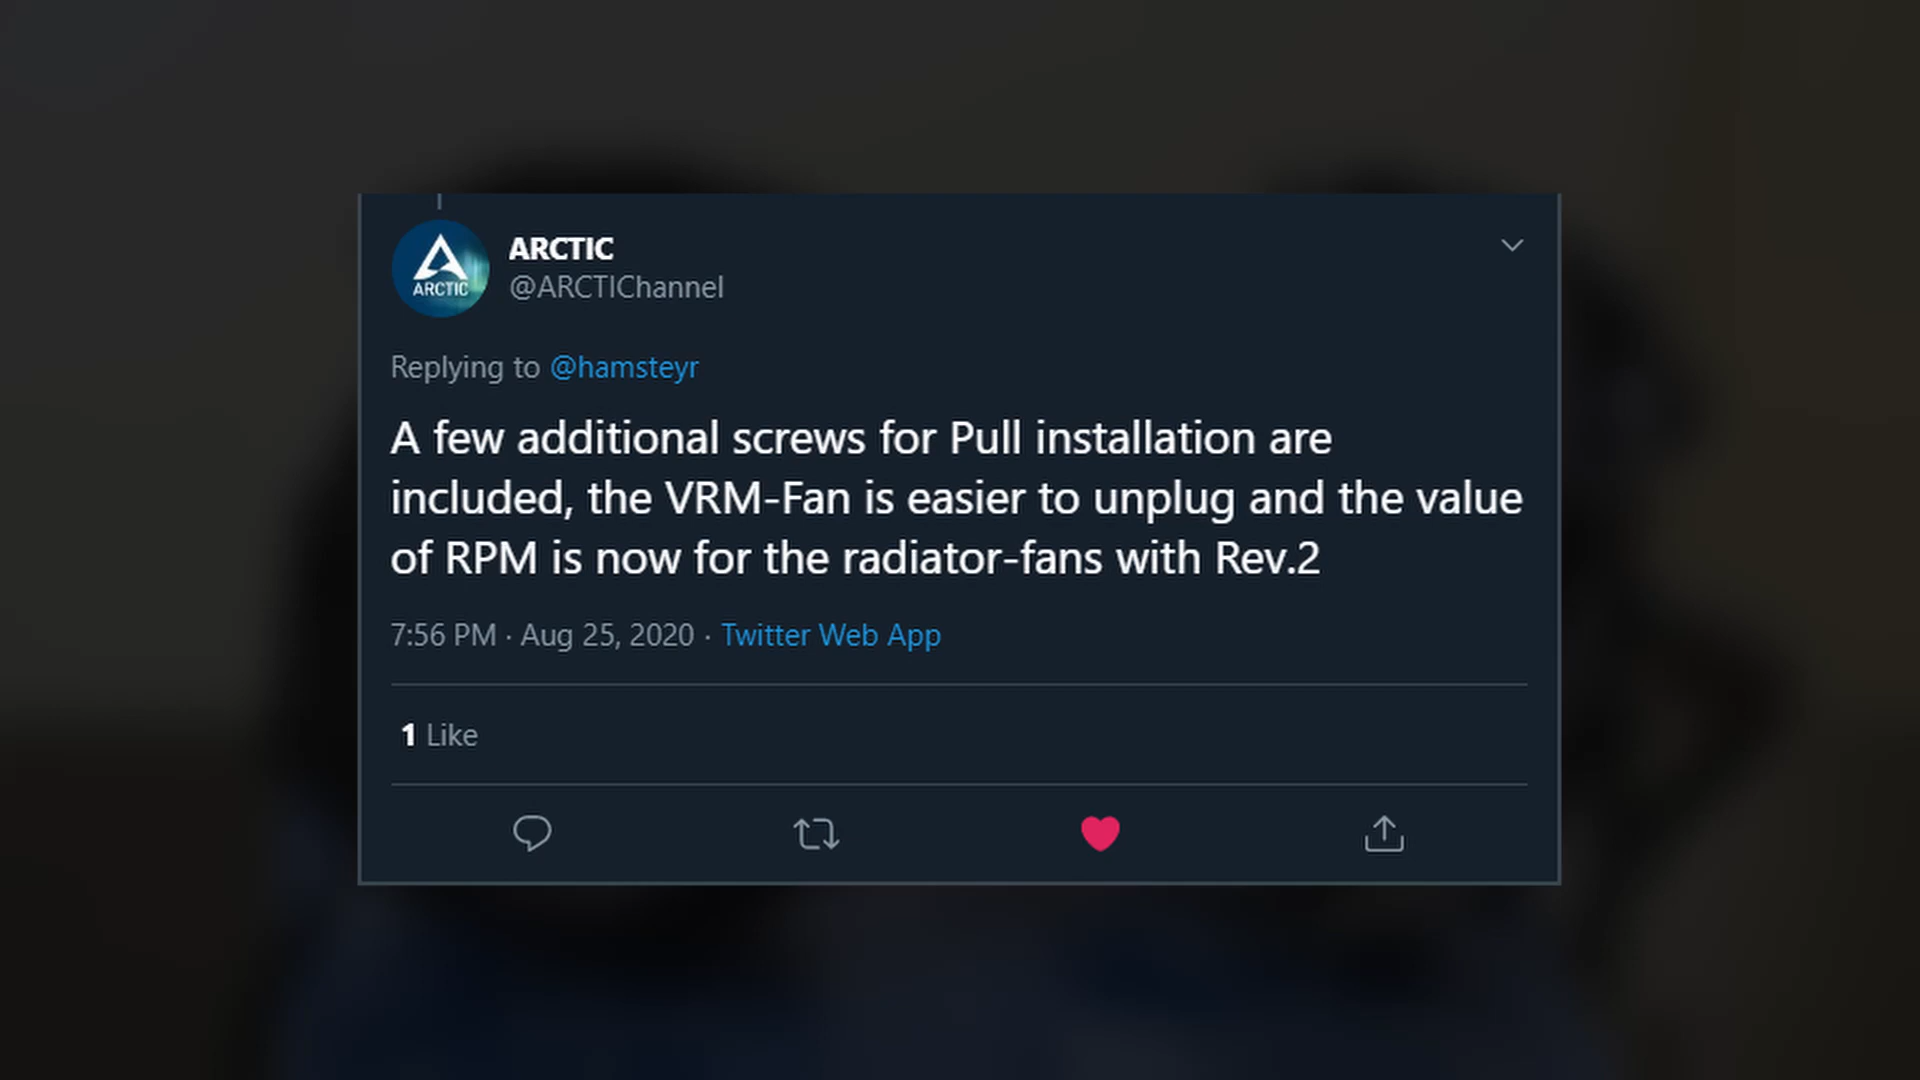 ARCTIC
ARCTIC
@ARCTIChannel
Replying to @hamsteyr
A few additional screws for Pull installation are
included, the VRM-Fan is easier to unplug and the value
of RPM is now for the radiator-fans with Rev.2
7:56 PM · Aug 25, 2020 · Twitter Web App
1 Like